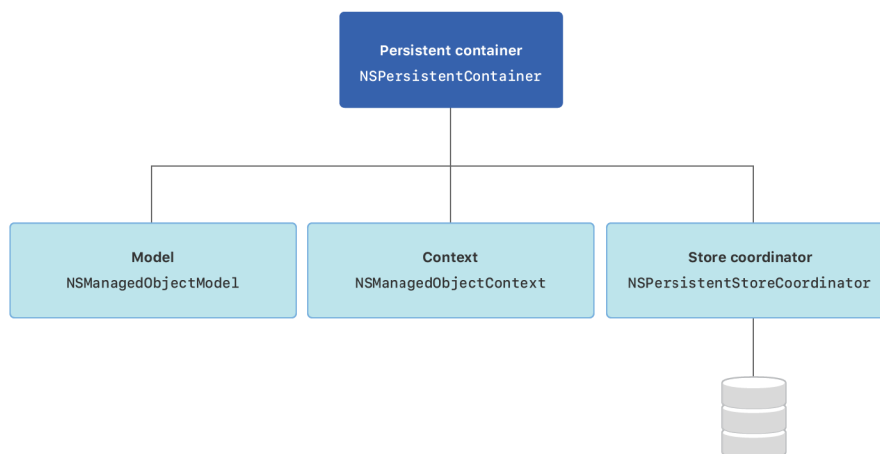 Persistent container
NSPersistentContainer
Model
NSManagedObjectModel
Context
NSManagedObjectContext
Store coordinator
NSPersistentStoreCoordinator